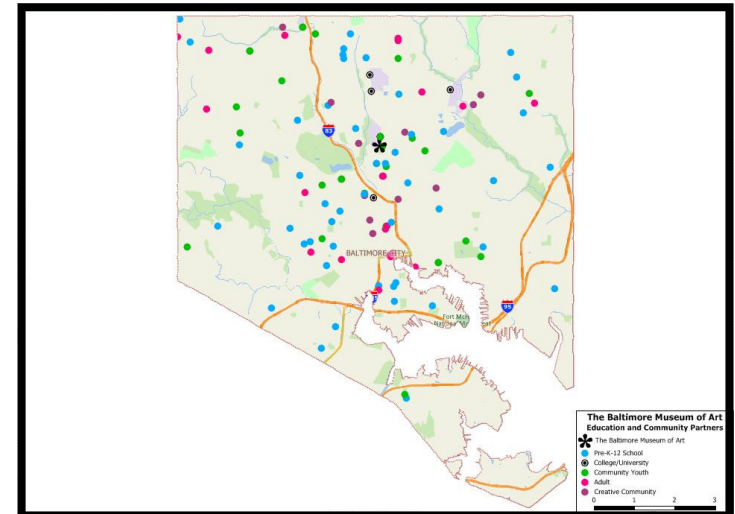 83
BALTIMORE CITY
95
Fort Mch
The Baltimore Museum of Art
Education and Community Partners
The Baltimore Museum of Art
Pre-K-12 School
College/University
Community Youth
Adult
Creative Community
0 1 2 3